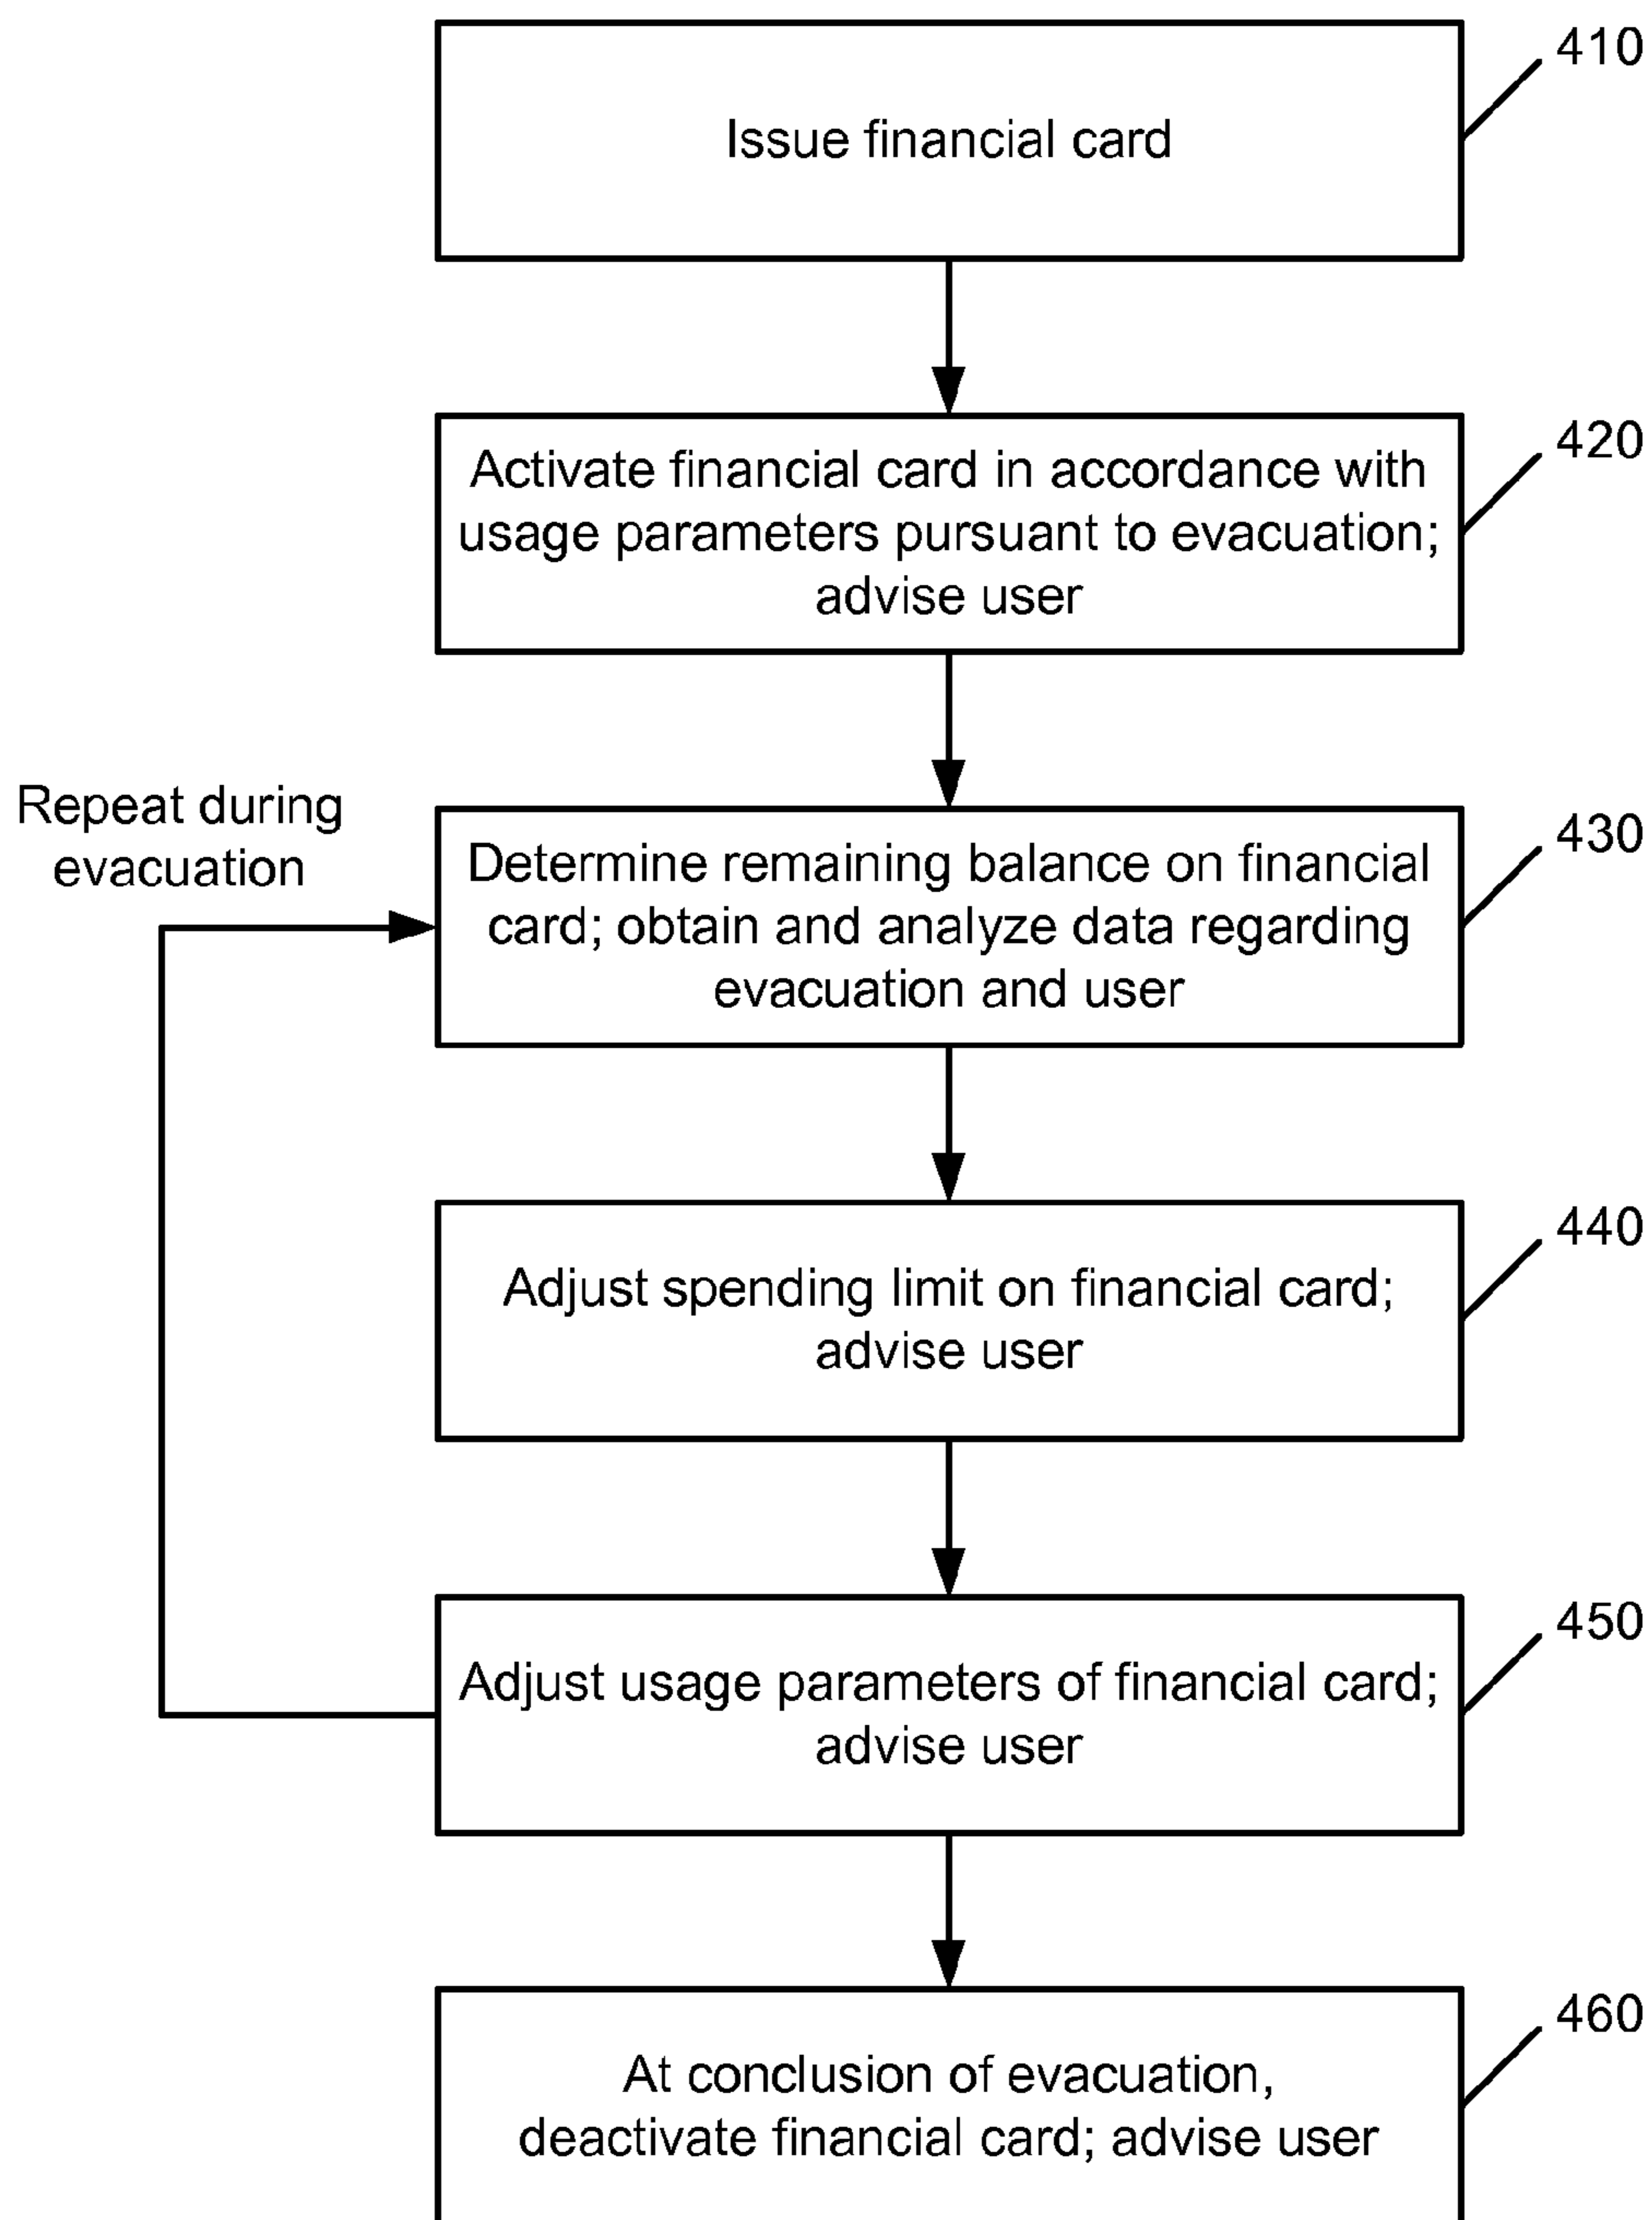 410
Issue financial card
420
Activate financial card in accordance with
usage parameters pursuant to evacuation;
advise user
Repeat during
evacuation
430
Determine remaining balance on financial
card; obtain and analyze data regarding
evacuation and user
440
Adjust spending limit on financial card;
advise user
450
Adjust usage parameters of financial card;
advise user
460
At conclusion of evacuation,
deactivate financial card; advise user